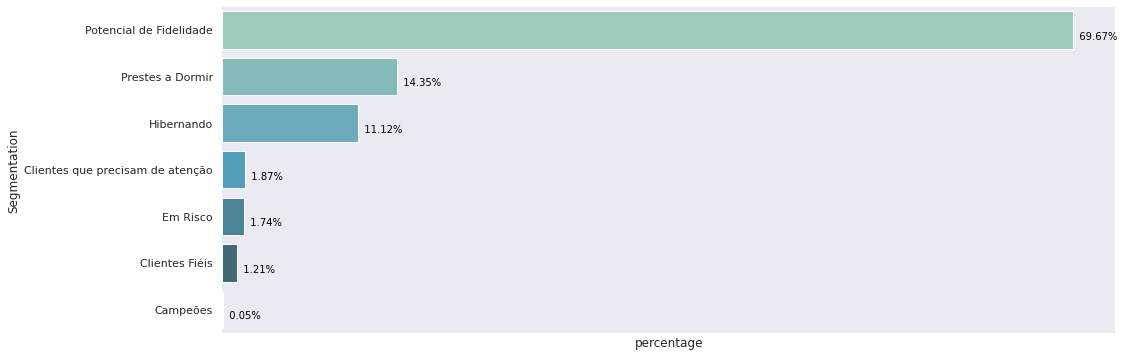 Segmentation
Potencial de Fidelidade 69.67%
Prestes a Dormir 14.35%
Hibernando 11.12%
Clientes que precisam de atenção 1.87%
Em Risco 1.74%
Clientes Fiéis 1.21%
Campeões 0.05%
percentage